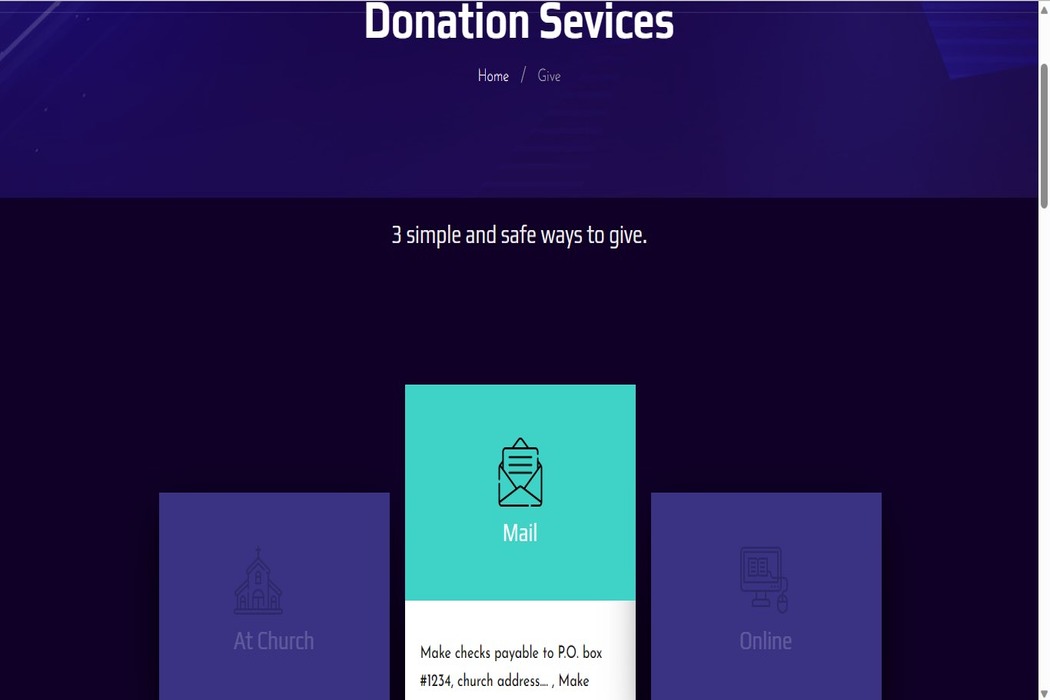 Donation Sevices
Home / Give
3 simple and safe ways to give.
Mail
At Church
Online
Make checks payable to P.O. box
#1234, church address.... , Make